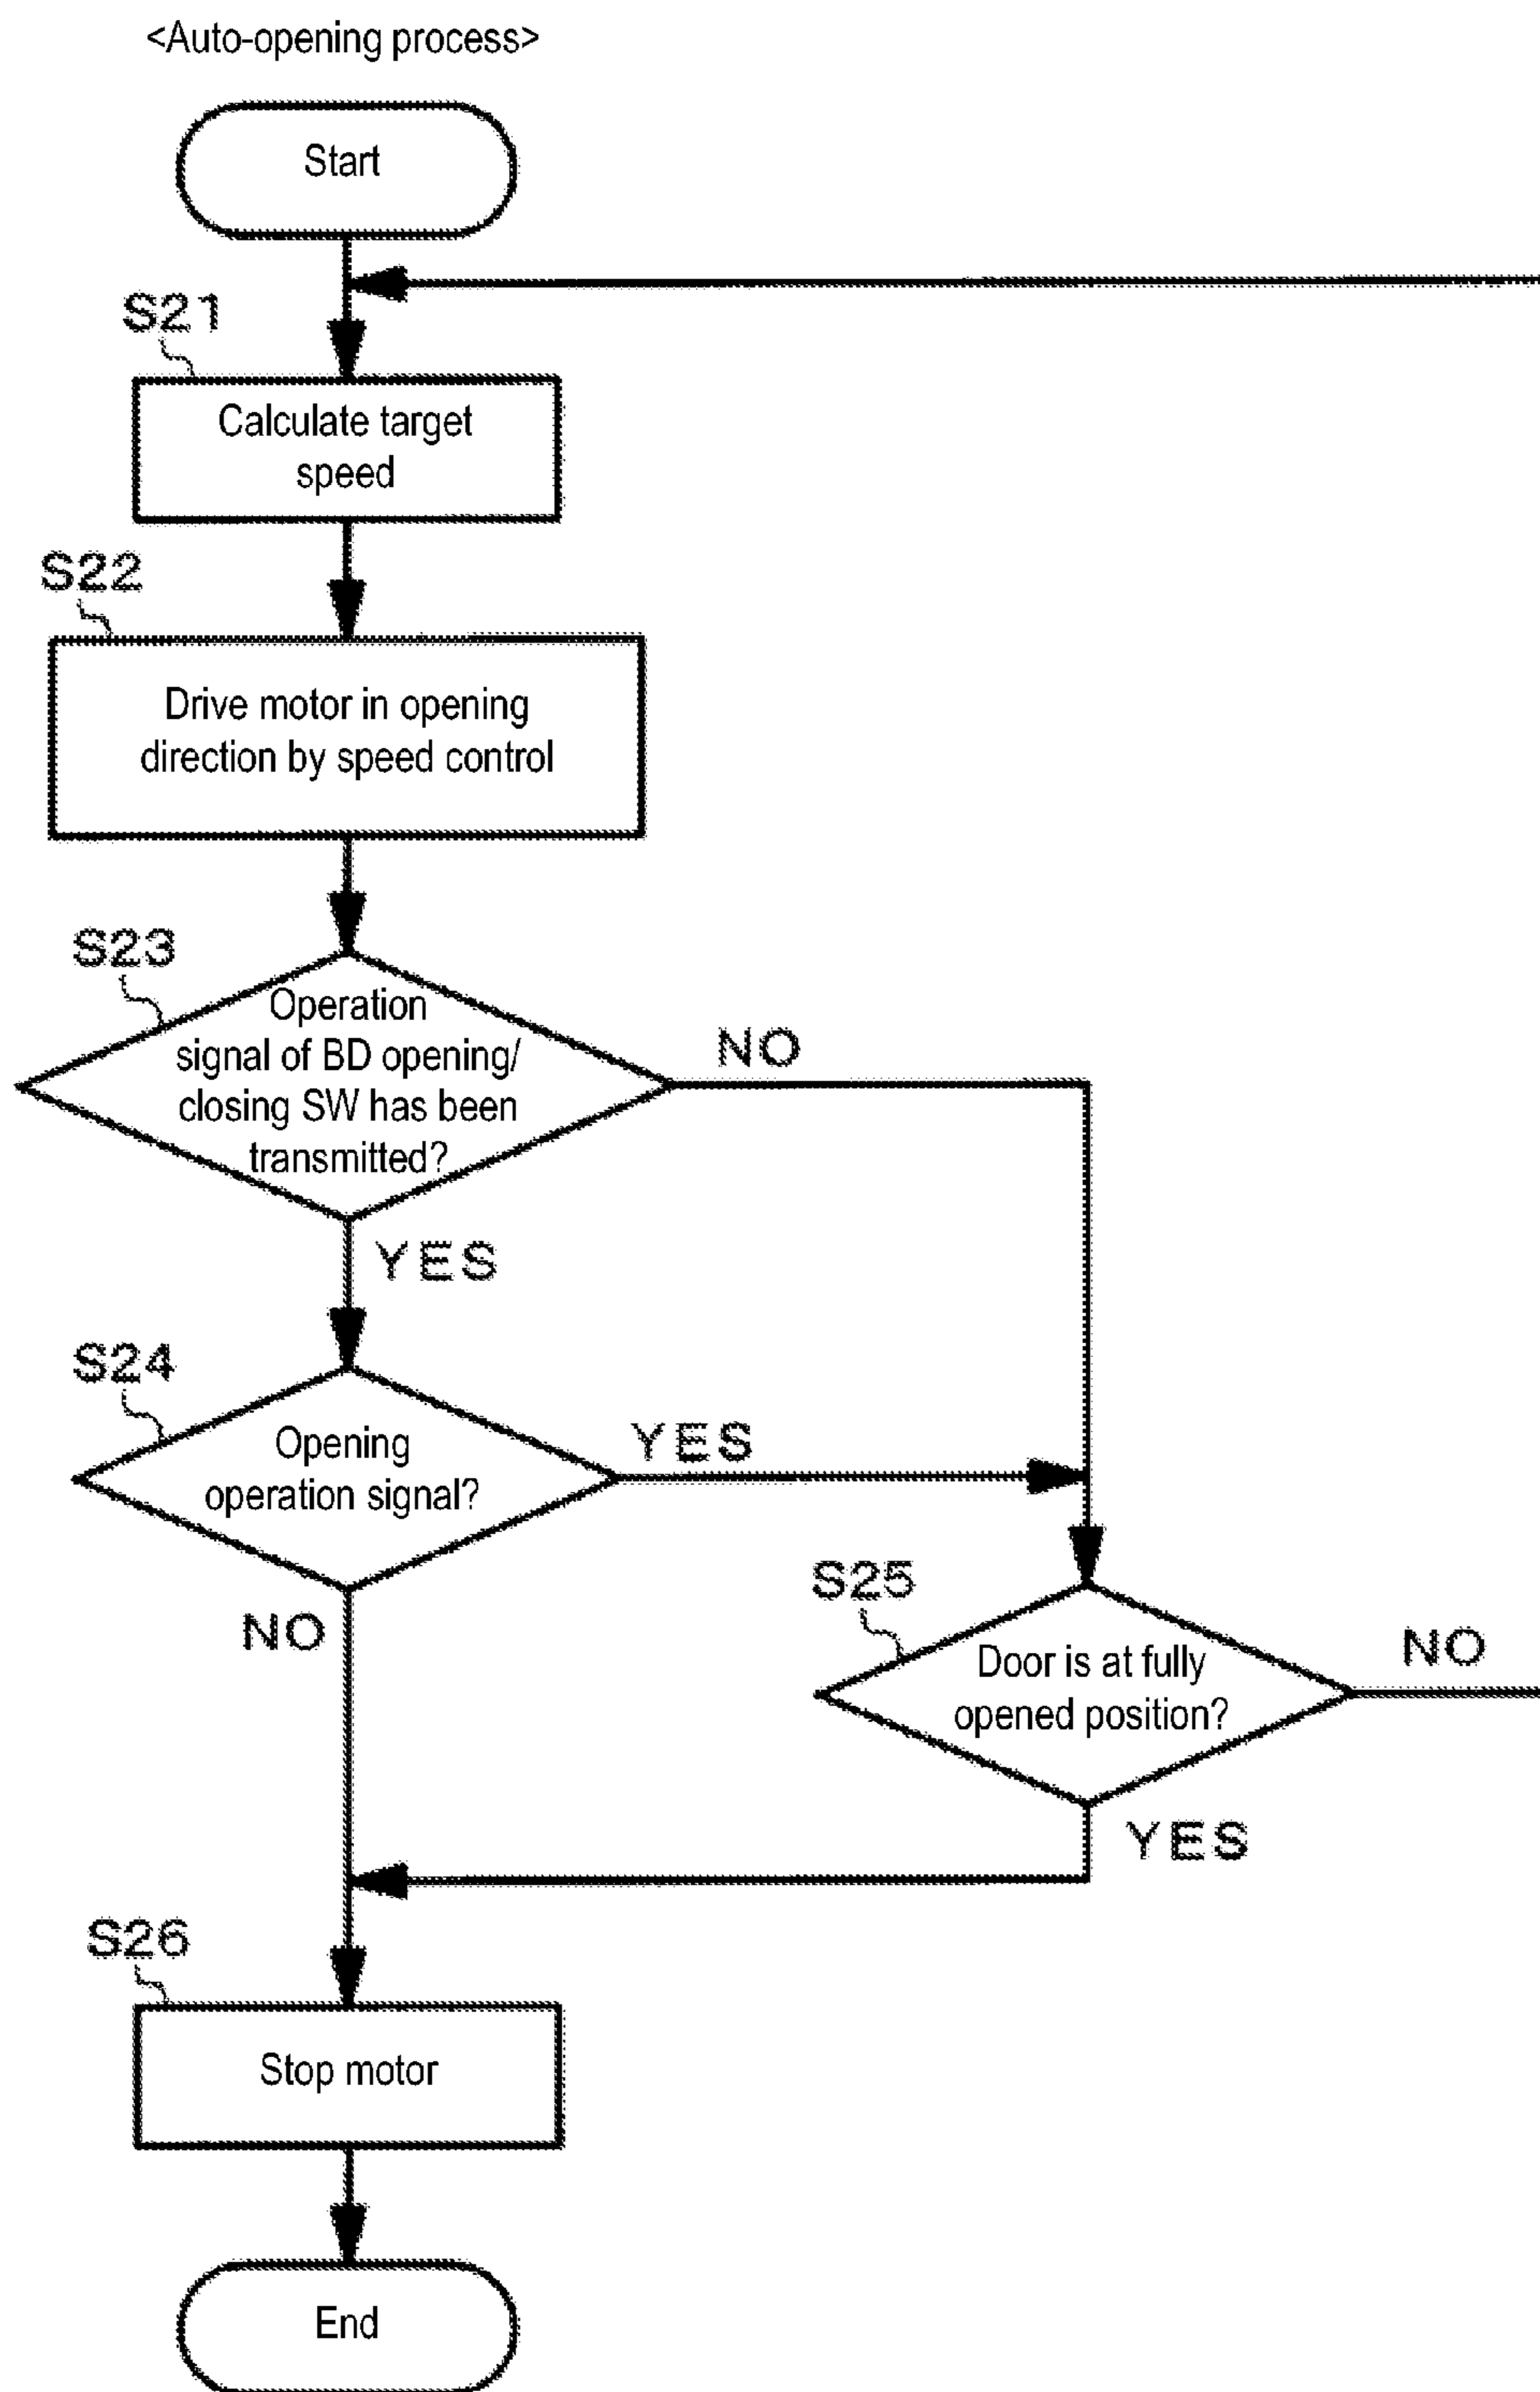 <Auto-opening process>
Start
S21
Calculate target
speed
S22
Drive motor in opening
direction by speed control
S23
Operation
signal of BD opening/
closing SW has been
transmitted?
NO
YES
S24
Opening
operation signal?
YES
NO
S25
Door is at fully
opened position?
NO
YES
S26
Stop motor
End